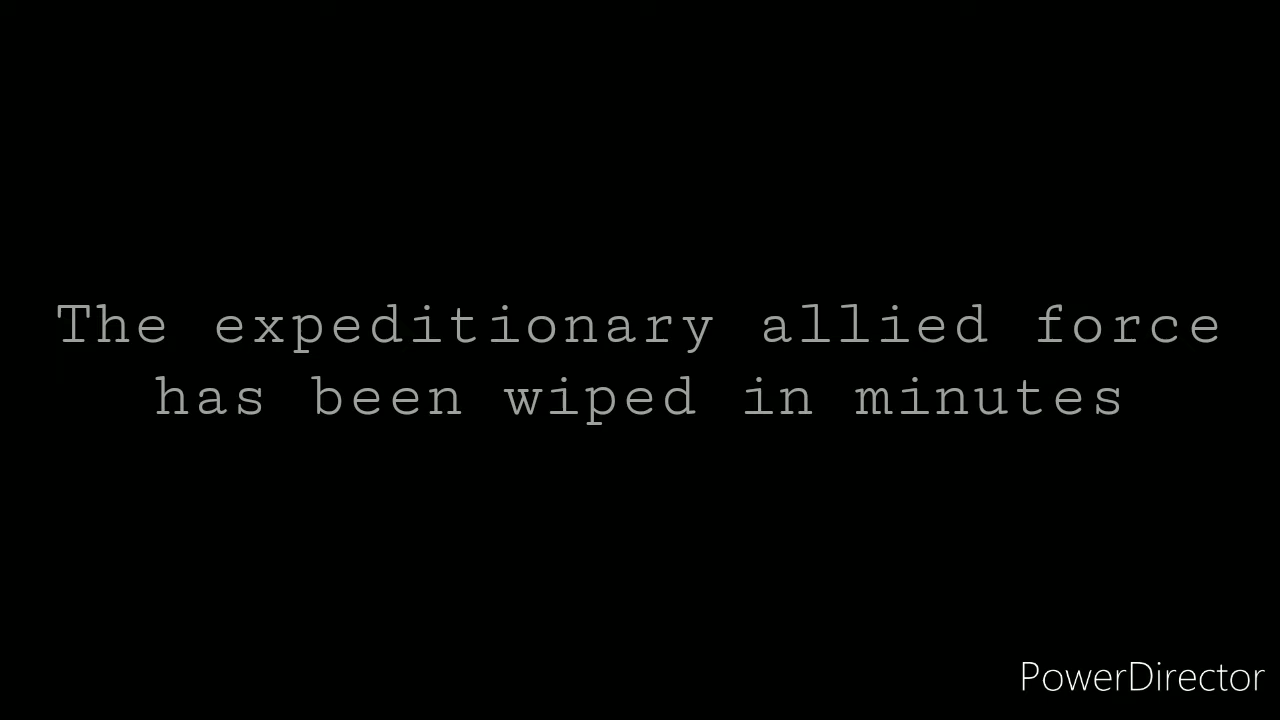 The expeditionary allied force
has been wiped in minutes
PowerDirector